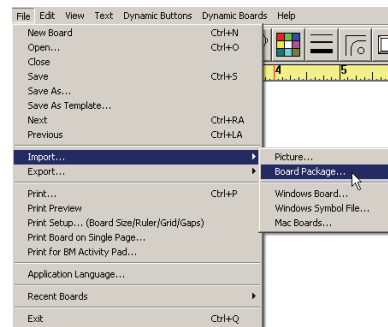 File Edit View Text Dynamic Buttons Dynamic Boards Help
New Board Ctrl+N
Open... Ctrl+O
Close
Save Ctrl+S
Save As...
Save As Template...
Next Ctrl+RA
Previous Ctrl+LA
Import...
Export...
Print... Ctrl+P
Print Preview
Print Setup... (Board Size/Ruler/Grid/Gaps)
Print Board on Single Page...
Print for BM Activity Pad...
Application Language...
Recent Boards
Exit Ctrl+Q
4 5
Picture...
Board Package...
Windows Board...
Windows Symbol File...
Mac Boards...